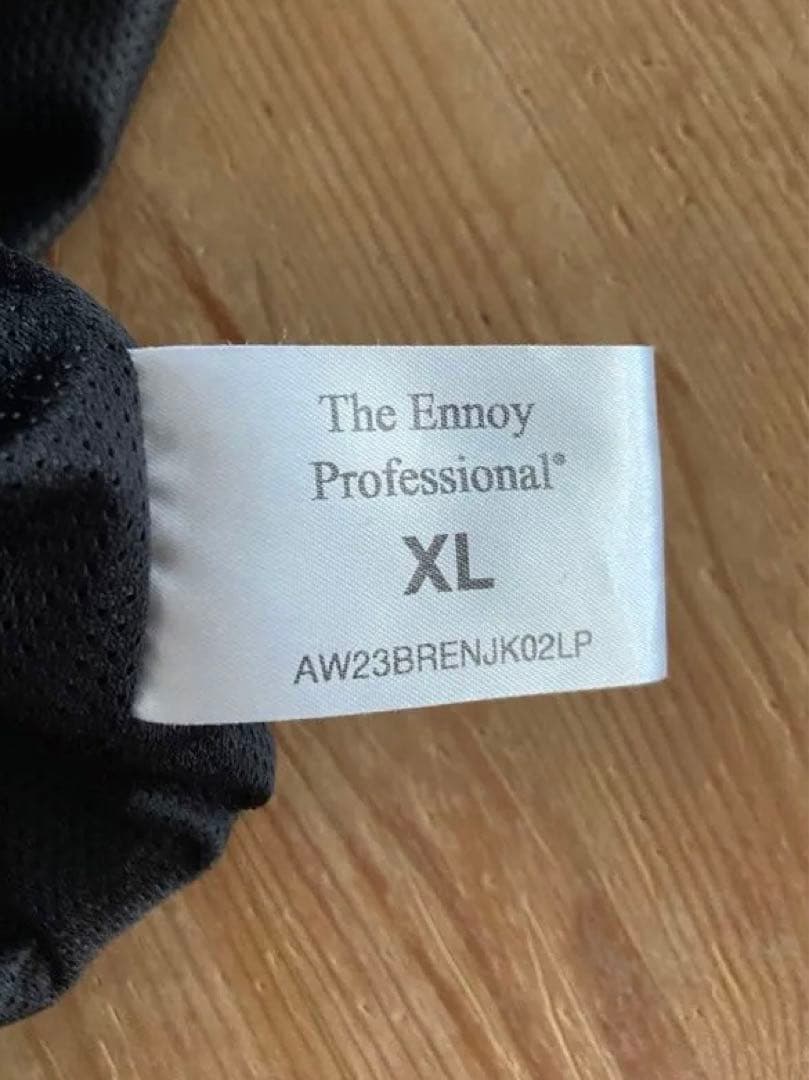 The Ennoy
Professional®
XL
AW23BRENJK02LP